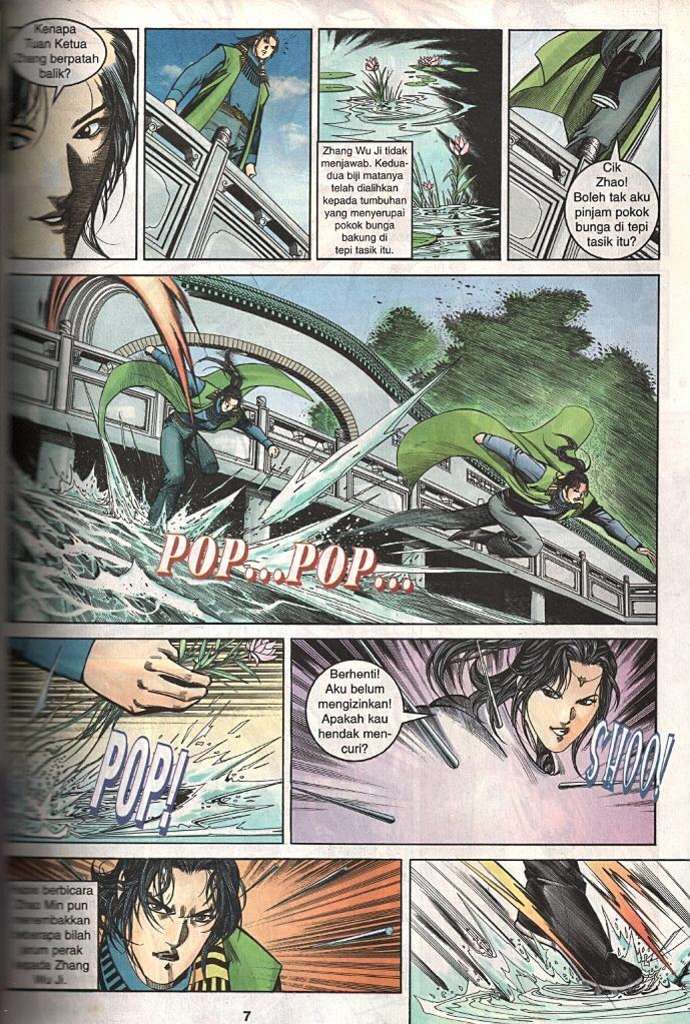 Kenapa
Tuan Ketua
Zhang berpatah
balik?
Zhang Wu Ji tidak
menjawab. Kedua-
dua biji matanya
telah dialihkan
kepada tumbuhan
yang menyerupai
pokok bunga
bakung di
tepi tasik itu.
Cik
Zhao!
Boleh tak aku
pinjam pokok
bunga di tepi
tasik itu?
POP...POP...
POP!
Berhenti!
Aku belum
mengizinkan!
Apakah kau
hendak men-
curi?
SHOO!
berbicara
Zhao Min pun
menembakkan
beberapa bilah
jarum perak
kepada Zhang
Wu Ji.
7